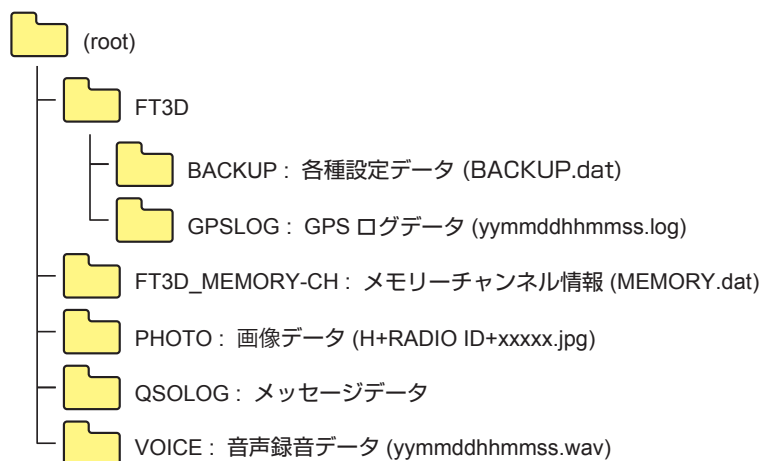 (root)
FT3D
BACKUP : 各種設定データ (BACKUP.dat)
GPSLOG : GPS ログデータ (yymmddhhmmss.log)
FT3D_MEMORY-CH : メモリーチャンネル情報 (MEMORY.dat)
PHOTO : 画像データ (H+RADIO ID+xxxxx.jpg)
QSOLOG : メッセージデータ
VOICE : 音声録音データ (yymmddhhmmss.wav)